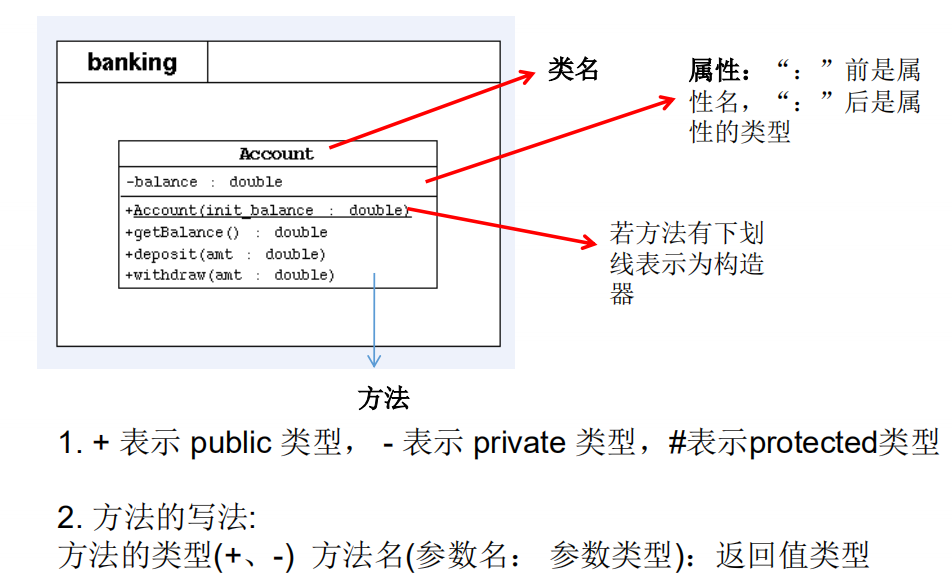 banking
类名
属性：“：”前是属
性名，“：”后是属
性的类型
Account
-balance : double
+Account(init_balance : double)
+getBalance() : double
+deposit(amt : double)
+withdraw(amt : double)
若方法有下划
线表示为构造
器
方法
1. + 表示 public 类型， - 表示 private 类型，#表示protected类型
2. 方法的写法:
方法的类型(+、-) 方法名(参数名： 参数类型)：返回值类型